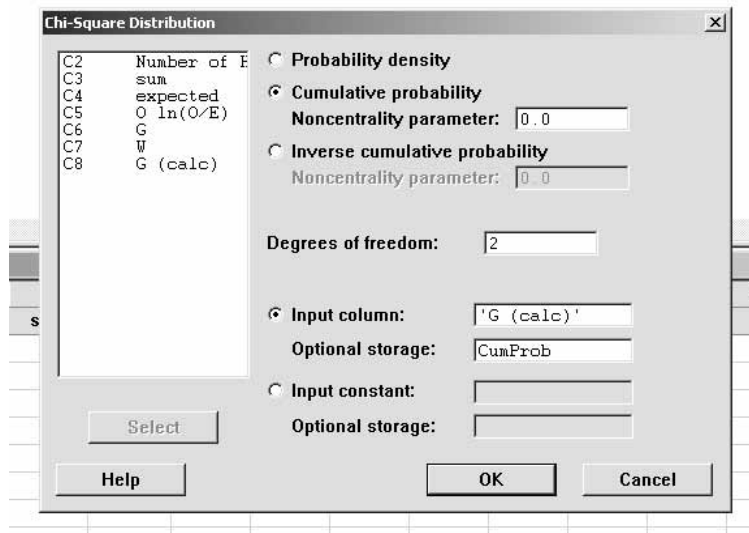 Chi-Square Distribution
C2 Number of H
C3 sum
C4 expected
C5 O ln(O/E)
C6 G
C7 W
C8 G (calc)
Probability density
Cumulative probability
Noncentrality parameter: 0.0
Inverse cumulative probability
Noncentrality parameter: 0.0
Degrees of freedom: 2
s
Input column: 'G (calc)'
Optional storage: CumProb
Input constant:
Optional storage:
Select
Help
OK
Cancel